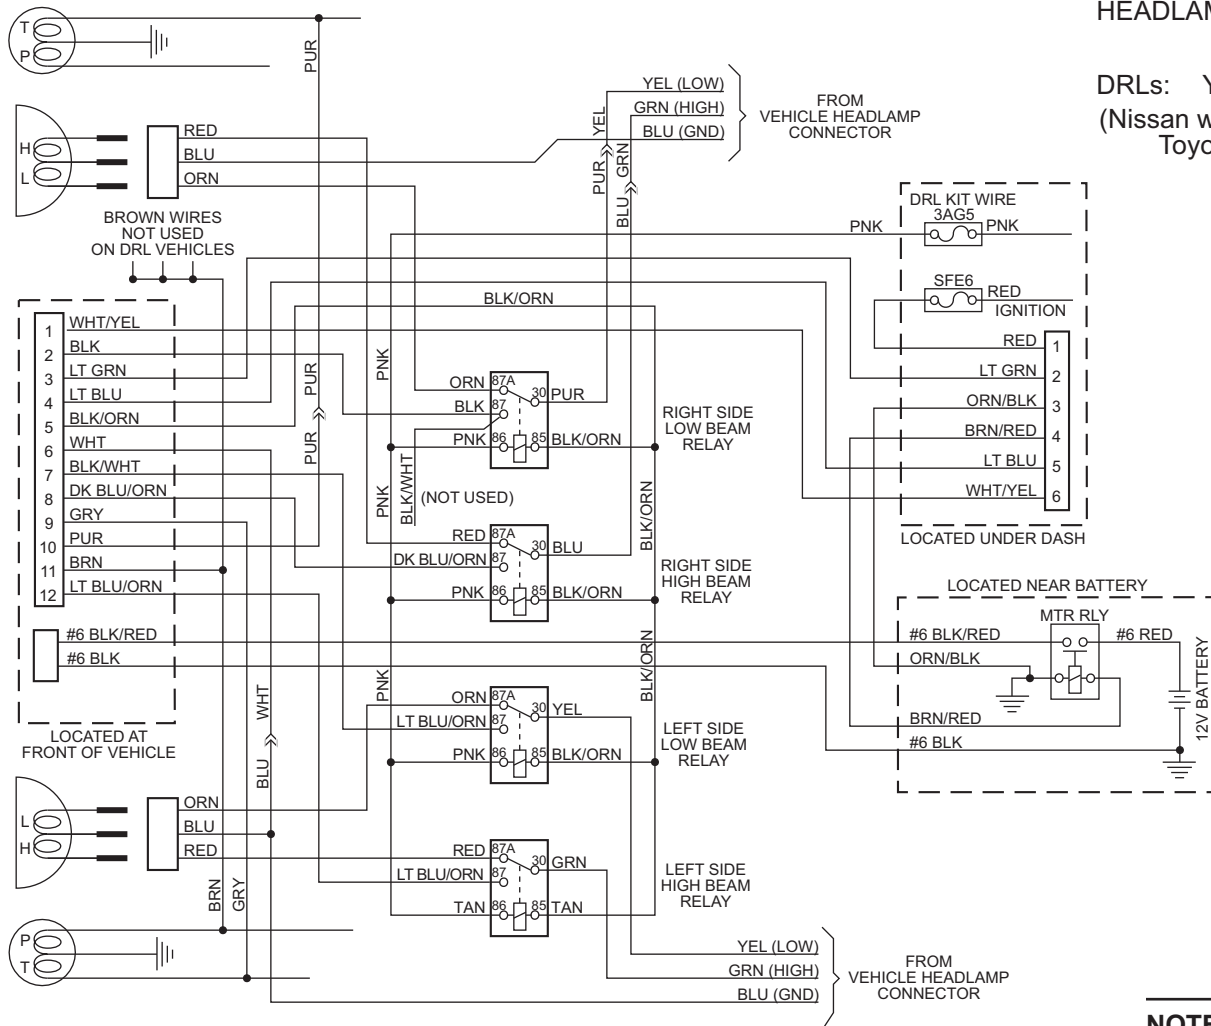 HEADLAM
DRLs: Y
(Nissan w
Toyo
T
P
PUR
YEL (LOW)
GRN (HIGH)
BLU (GND)
FROM
VEHICLE HEADLAMP
CONNECTOR
H
L
RED
BLU
ORN
YEL
PUR
GRN
BLU
BROWN WIRES
NOT USED
ON DRL VEHICLES
DRL KIT WIRE
3AG5
PNK
PNK
SFE6
RED
IGNITION
BLK/ORN
1 WHT/YEL
2 BLK
3 LT GRN
4 LT BLU
5 BLK/ORN
6 WHT
7 BLK/WHT
8 DK BLU/ORN
9 GRY
10 PUR
11 BRN
12 LT BLU/ORN
#6 BLK/RED
#6 BLK
LOCATED AT
FRONT OF VEHICLE
PUR
PUR
PNK
PNK
PNK
RED 1
LT GRN 2
ORN/BLK 3
BRN/RED 4
LT BLU 5
WHT/YEL 6
LOCATED UNDER DASH
ORN 87A
BLK 87
30 PUR
PNK 86
85 BLK/ORN
RIGHT SIDE
LOW BEAM
RELAY
BLK/WHT
(NOT USED)
BLK/ORN
RED 87A
DK BLU/ORN 87
30 BLU
PNK 86
85 BLK/ORN
RIGHT SIDE
HIGH BEAM
RELAY
BLK/ORN
LOCATED NEAR BATTERY
MTR RLY
#6 BLK/RED
#6 RED
ORN/BLK
BRN/RED
#6 BLK
12V BATTERY
ORN 87A
LT BLU/ORN 87
30 YEL
PNK 86
85 BLK/ORN
LEFT SIDE
LOW BEAM
RELAY
WHT
BLU
L
H
ORN
BLU
RED
RED 87A
LT BLU/ORN 87
30 GRN
TAN 86
85 TAN
LEFT SIDE
HIGH BEAM
RELAY
BRN
GRY
P
T
YEL (LOW)
GRN (HIGH)
BLU (GND)
FROM
VEHICLE HEADLAMP
CONNECTOR
NOTE